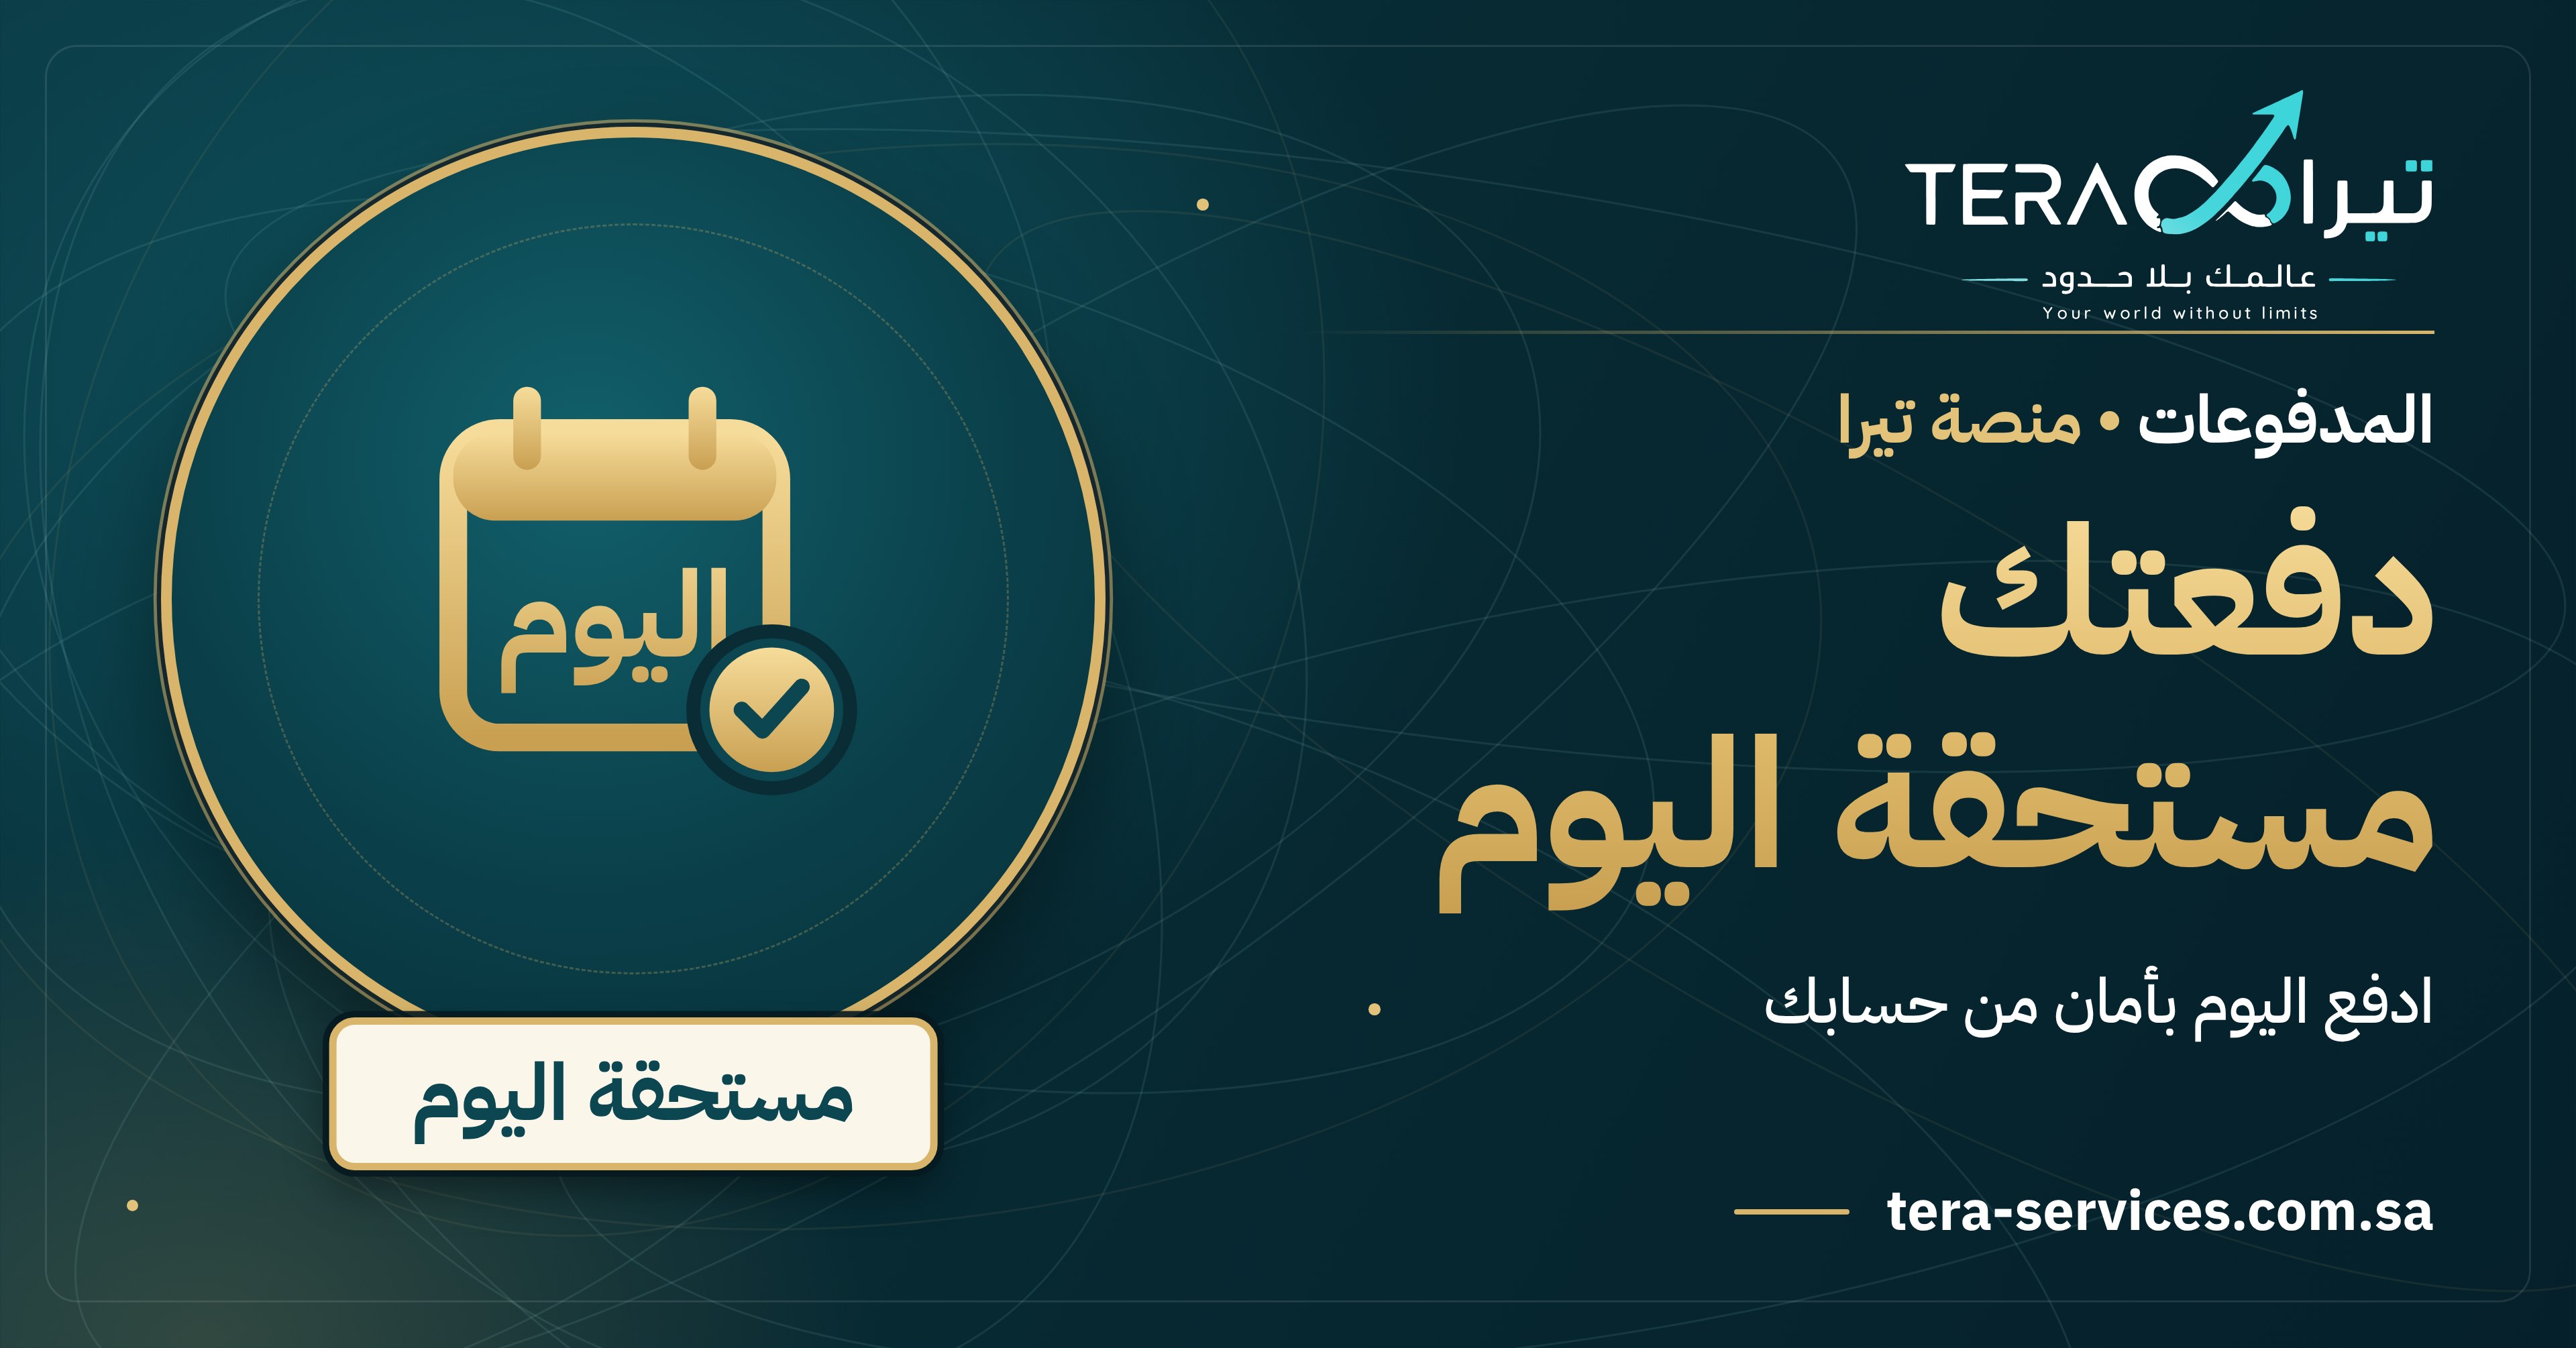 TERA تيرا
عالمك بلا حدود
Your world without limits
المدفوعات • منصة تيرا
دفعتك
مستحقة اليوم
ادفع اليوم بأمان من حسابك
tera-services.com.sa
اليوم
مستحقة اليوم